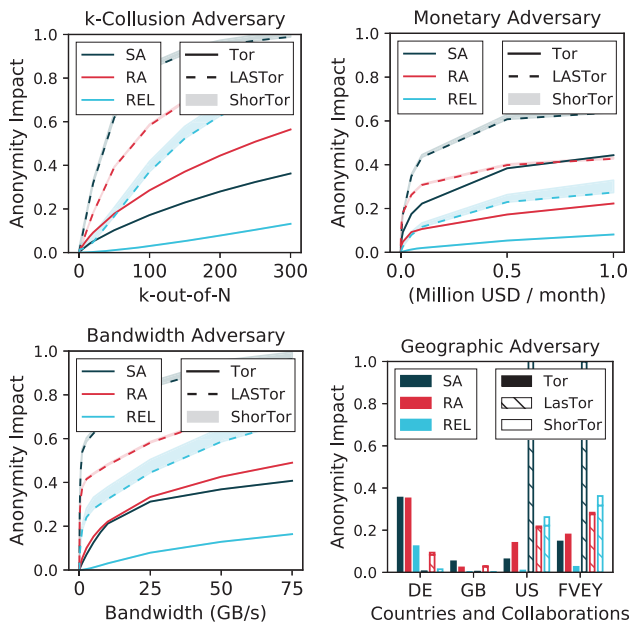 k-Collusion Adversary
1.0
0.8
0.6
0.4
0.2
0.0
Anonymity Impact
SA
RA
REL
Tor
LASTor
ShorTor
0
100
200
300
k-out-of-N
Monetary Adversary
1.0
0.8
0.6
0.4
0.2
0.0
Anonymity Impact
SA
RA
REL
Tor
LASTor
ShorTor
0.0
0.5
1.0
(Million USD / month)
Bandwidth Adversary
1.0
0.8
0.6
0.4
0.2
0.0
Anonymity Impact
SA
RA
REL
Tor
LASTor
ShorTor
0
25
50
75
Bandwidth (GB/s)
Geographic Adversary
1.0
0.8
0.6
0.4
0.2
0.0
Anonymity Impact
SA
RA
REL
Tor
LasTor
ShorTor
DE
GB
US
FVEY
Countries and Collaborations